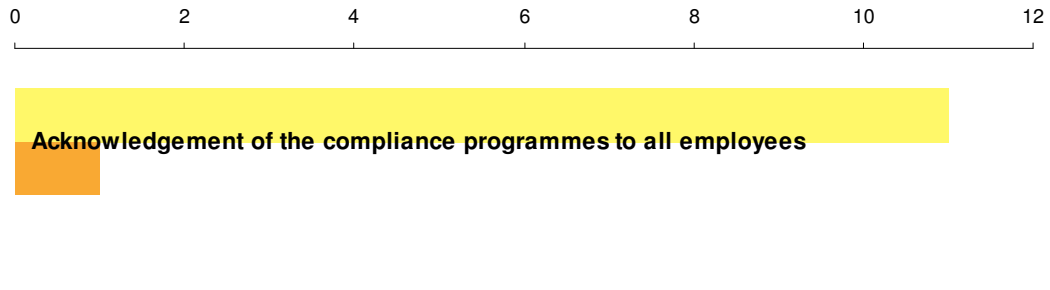 0 2 4 6 8 10 12
Acknowledgement of the compliance programmes to all employees